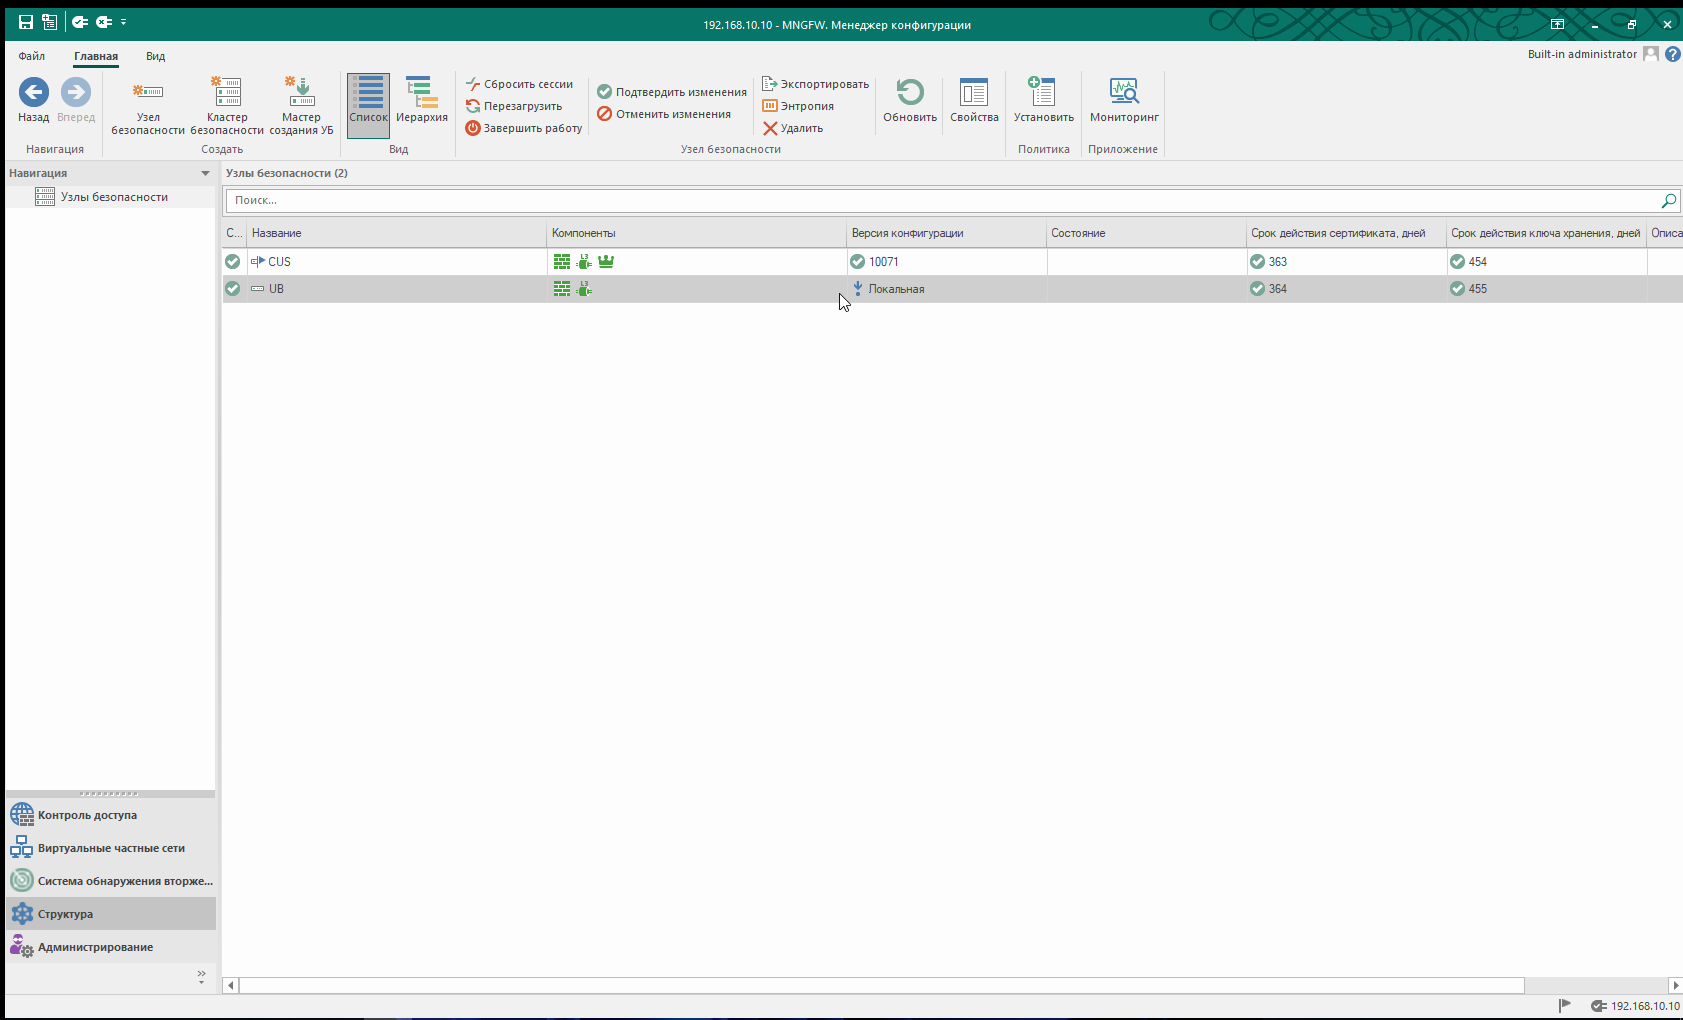 192.168.10.10 - MNGFW. Менеджер конфигурации
Файл Главная Вид
Built-in administrator
Назад Вперед
Навигация
Узел безопасности
Кластер безопасности
Мастер создания УБ
Создать
Список Иерархия
Вид
Сбросить сессии
Перезагрузить
Завершить работу
Подтвердить изменения
Отменить изменения
Экспортировать
Энтропия
Удалить
Обновить
Свойства
Узел безопасности
Установить
Политика
Мониторинг
Приложение
Навигация
Узлы безопасности
Узлы безопасности (2)
Поиск...
С... Название Компоненты Версия конфигурации Состояние Срок действия сертификата, дней Срок действия ключа хранения, дней Описа
CUS L3 10071 363 454
UB L3 Локальная 364 455
Контроль доступа
Виртуальные частные сети
Система обнаружения вторже...
Структура
Администрирование
192.168.10.10